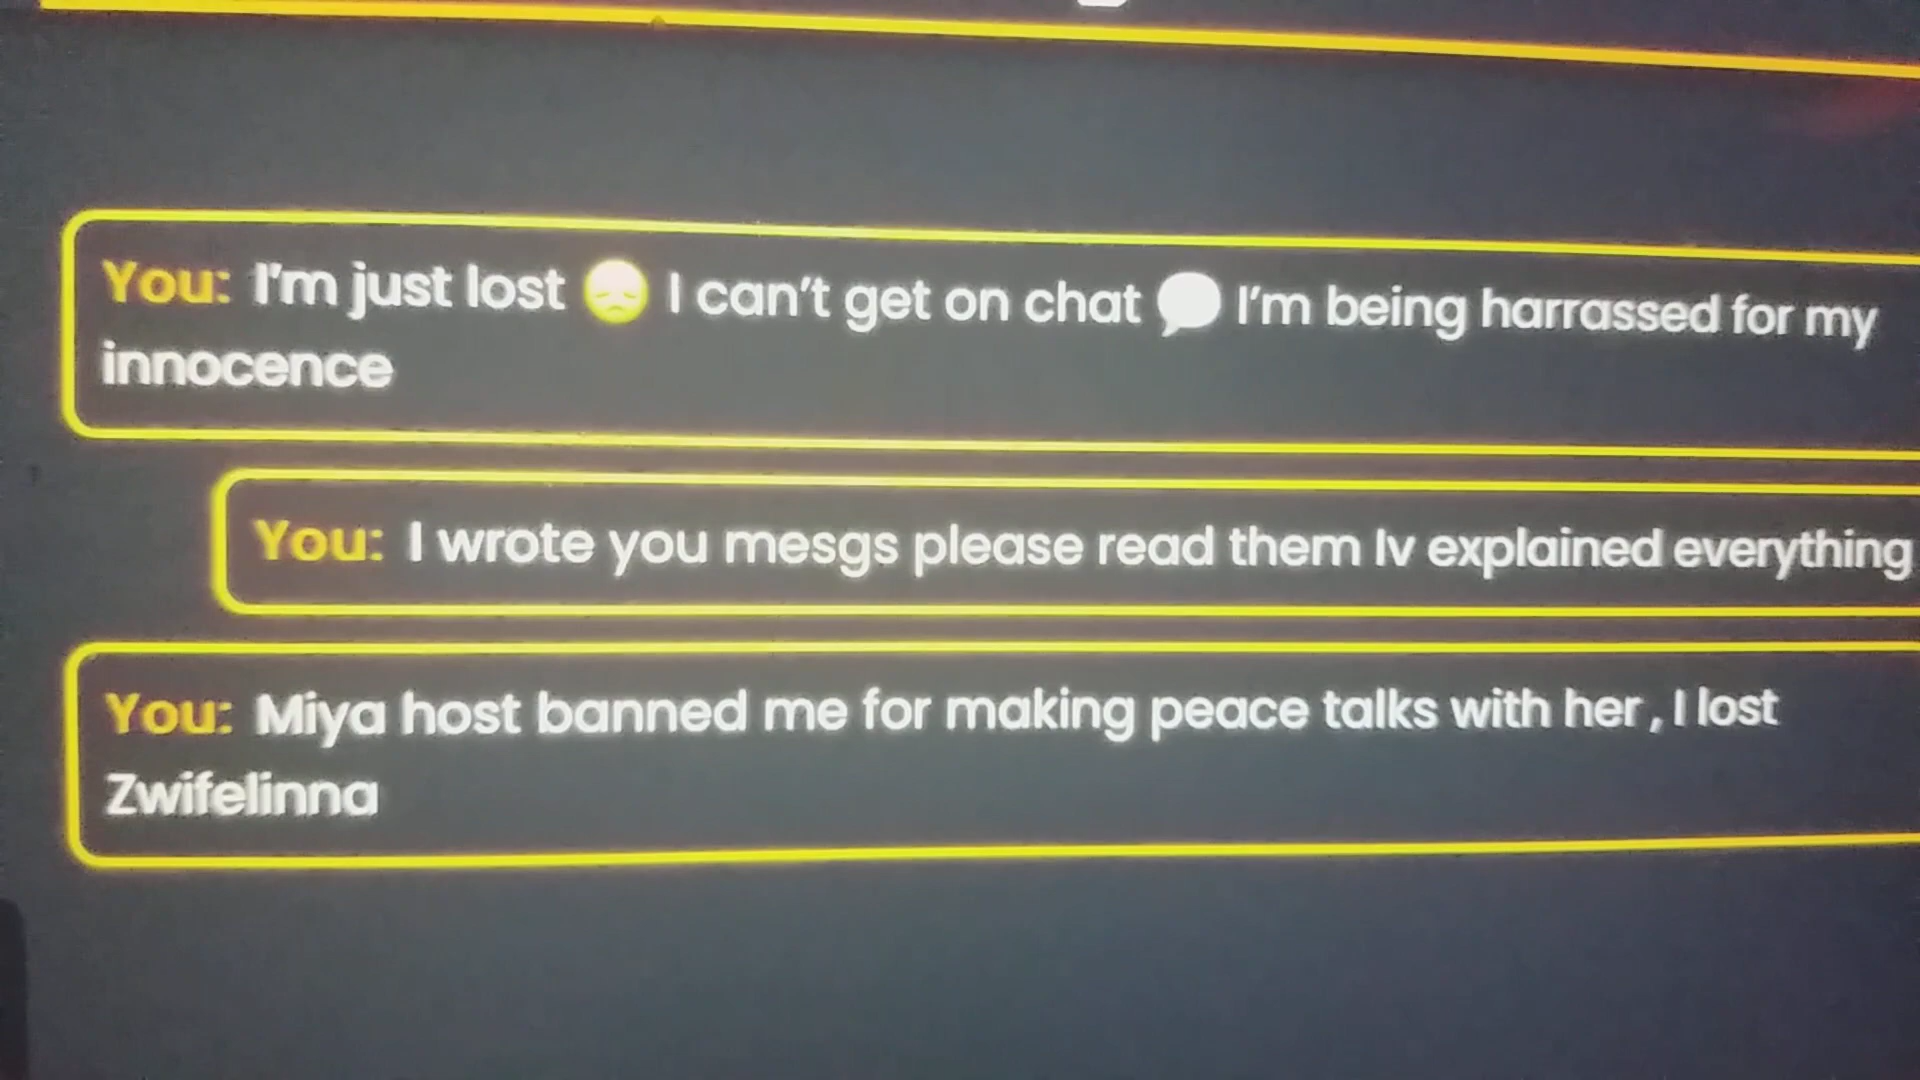 You: I'm just lost 😞 I can't get on chat 💬 I'm being harrassed for my
innocence
You: I wrote you mesgs please read them Iv explained everything
You: Miya host banned me for making peace talks with her , I lost
Zwifelinna